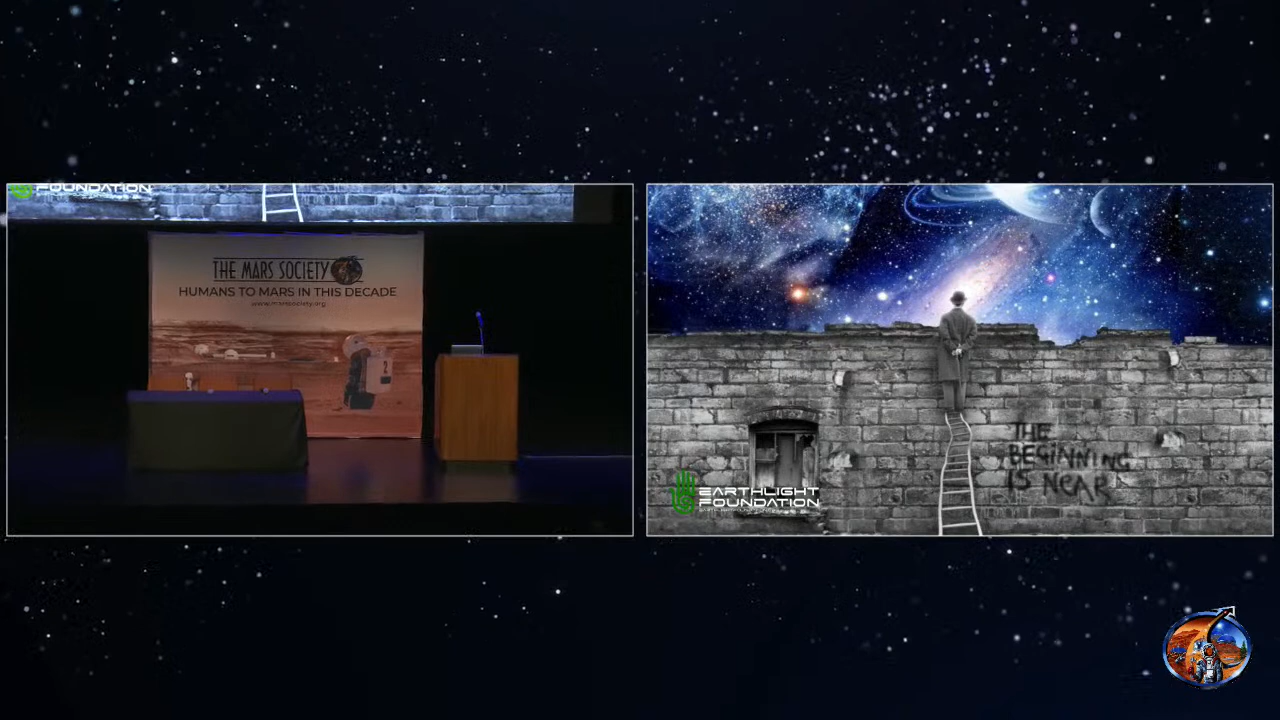 FOUNDATION
THE MARS SOCIETY
HUMANS TO MARS IN THIS DECADE
www.marssociety.org
2
THE
BEGINNING
IS NEAR
EARTHLIGHT
FOUNDATION